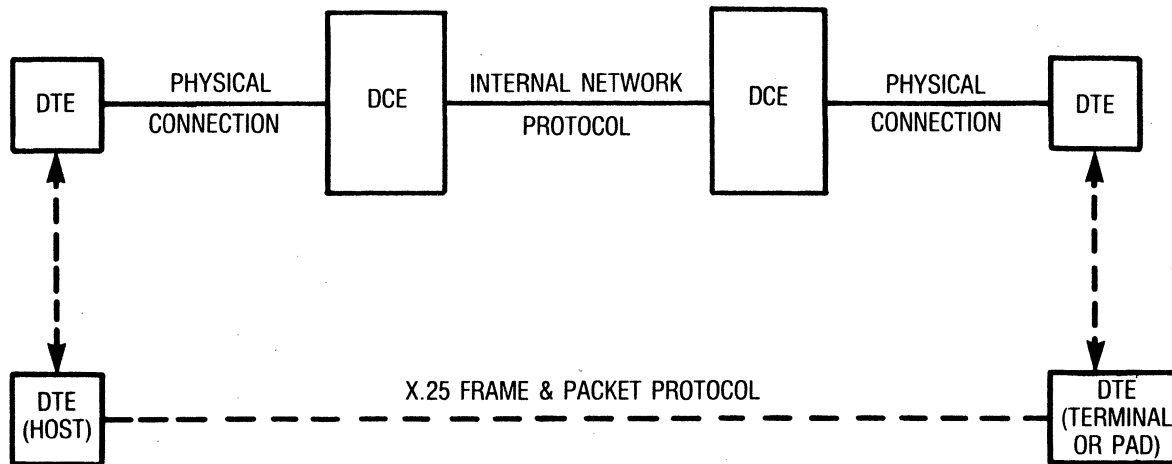 DTE
PHYSICAL
CONNECTION
DCE
INTERNAL NETWORK
PROTOCOL
DCE
PHYSICAL
CONNECTION
DTE
DTE
(HOST)
X.25 FRAME & PACKET PROTOCOL
DTE
(TERMINAL
OR PAD)